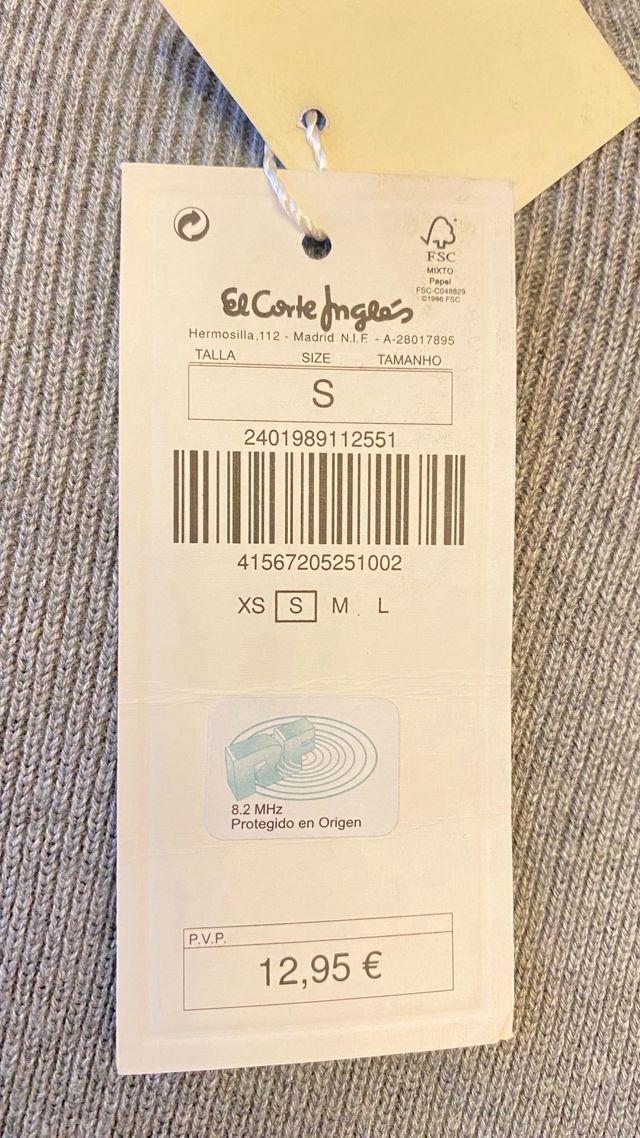 FSC
MIXTO
Papel
FSC-C048829
©1996 FSC
El Corte Inglés
Hermosilla,112 - Madrid N.I.F. - A-28017895
TALLA SIZE TAMANHO
S
2401989112551
41567205251002
XS S M L
RF
8.2 MHz
Protegido en Origen
P.V.P.
12,95 €